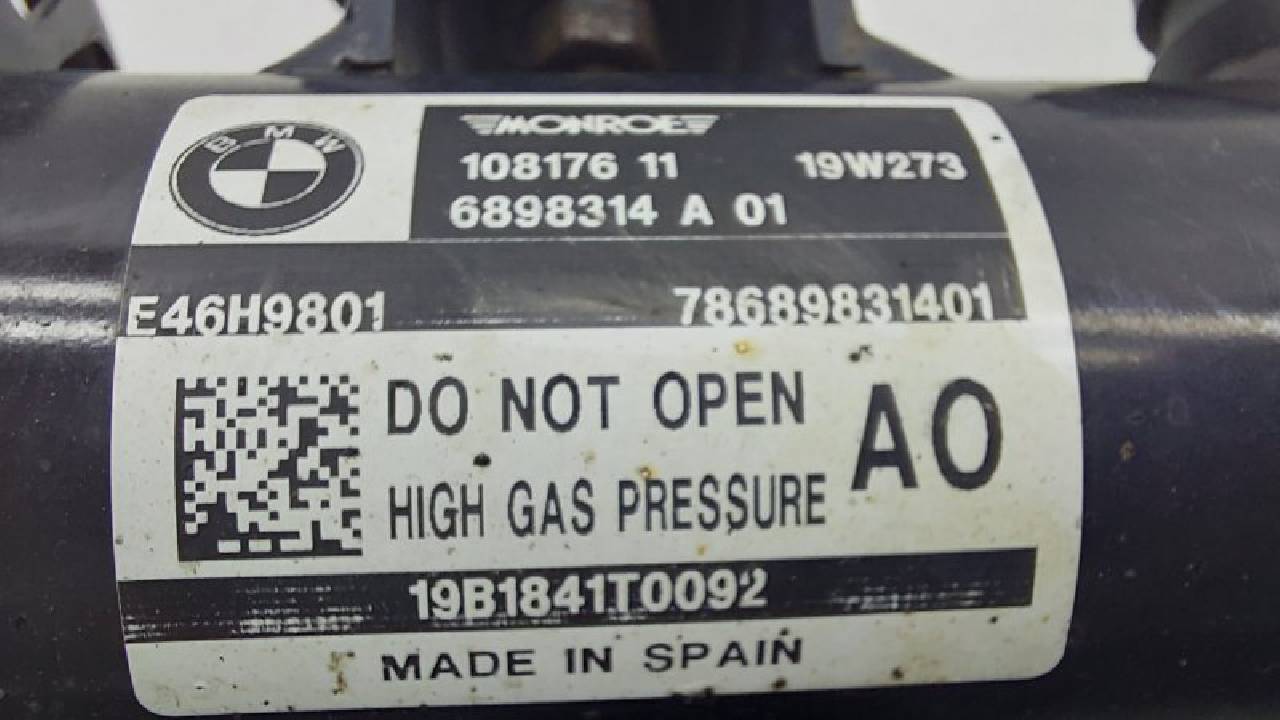 BMW
MONROE
108176 11 19W273
6898314 A 01
E46H9801 78689831401
DO NOT OPEN
HIGH GAS PRESSURE
AO
19B1841T0092
MADE IN SPAIN